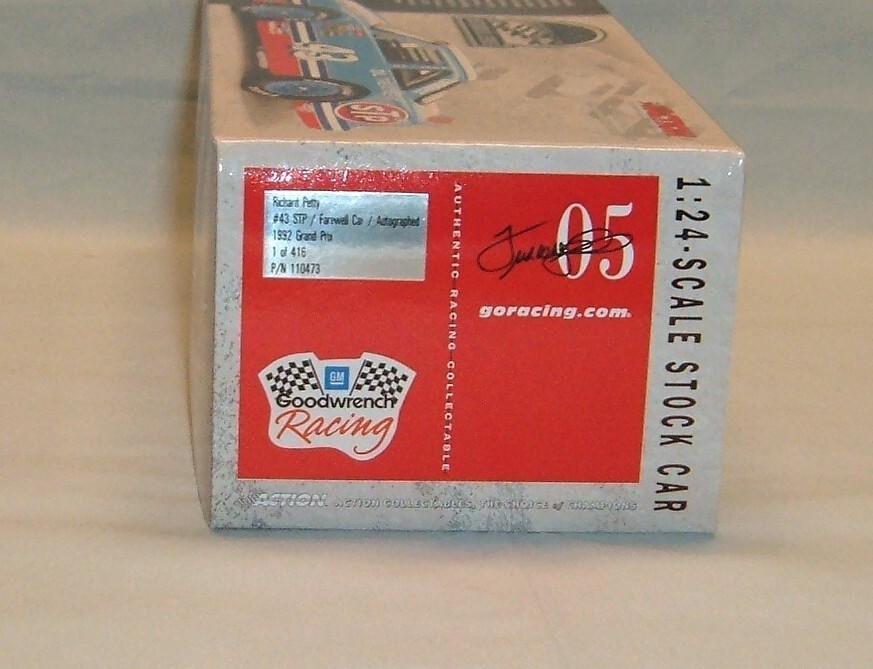 STP
Richard Petty
#43 STP / Farewell Car / Autographed
1992 Grand Prix
1 of 416
P/N 110473
AUTHENTIC RACING COLLECTABLE
05
goracing.com
1:24-SCALE STOCK CAR
GM
Goodwrench
Racing
ACTION ACTION COLLECTABLES, THE CHOICE of CHAMPIONS